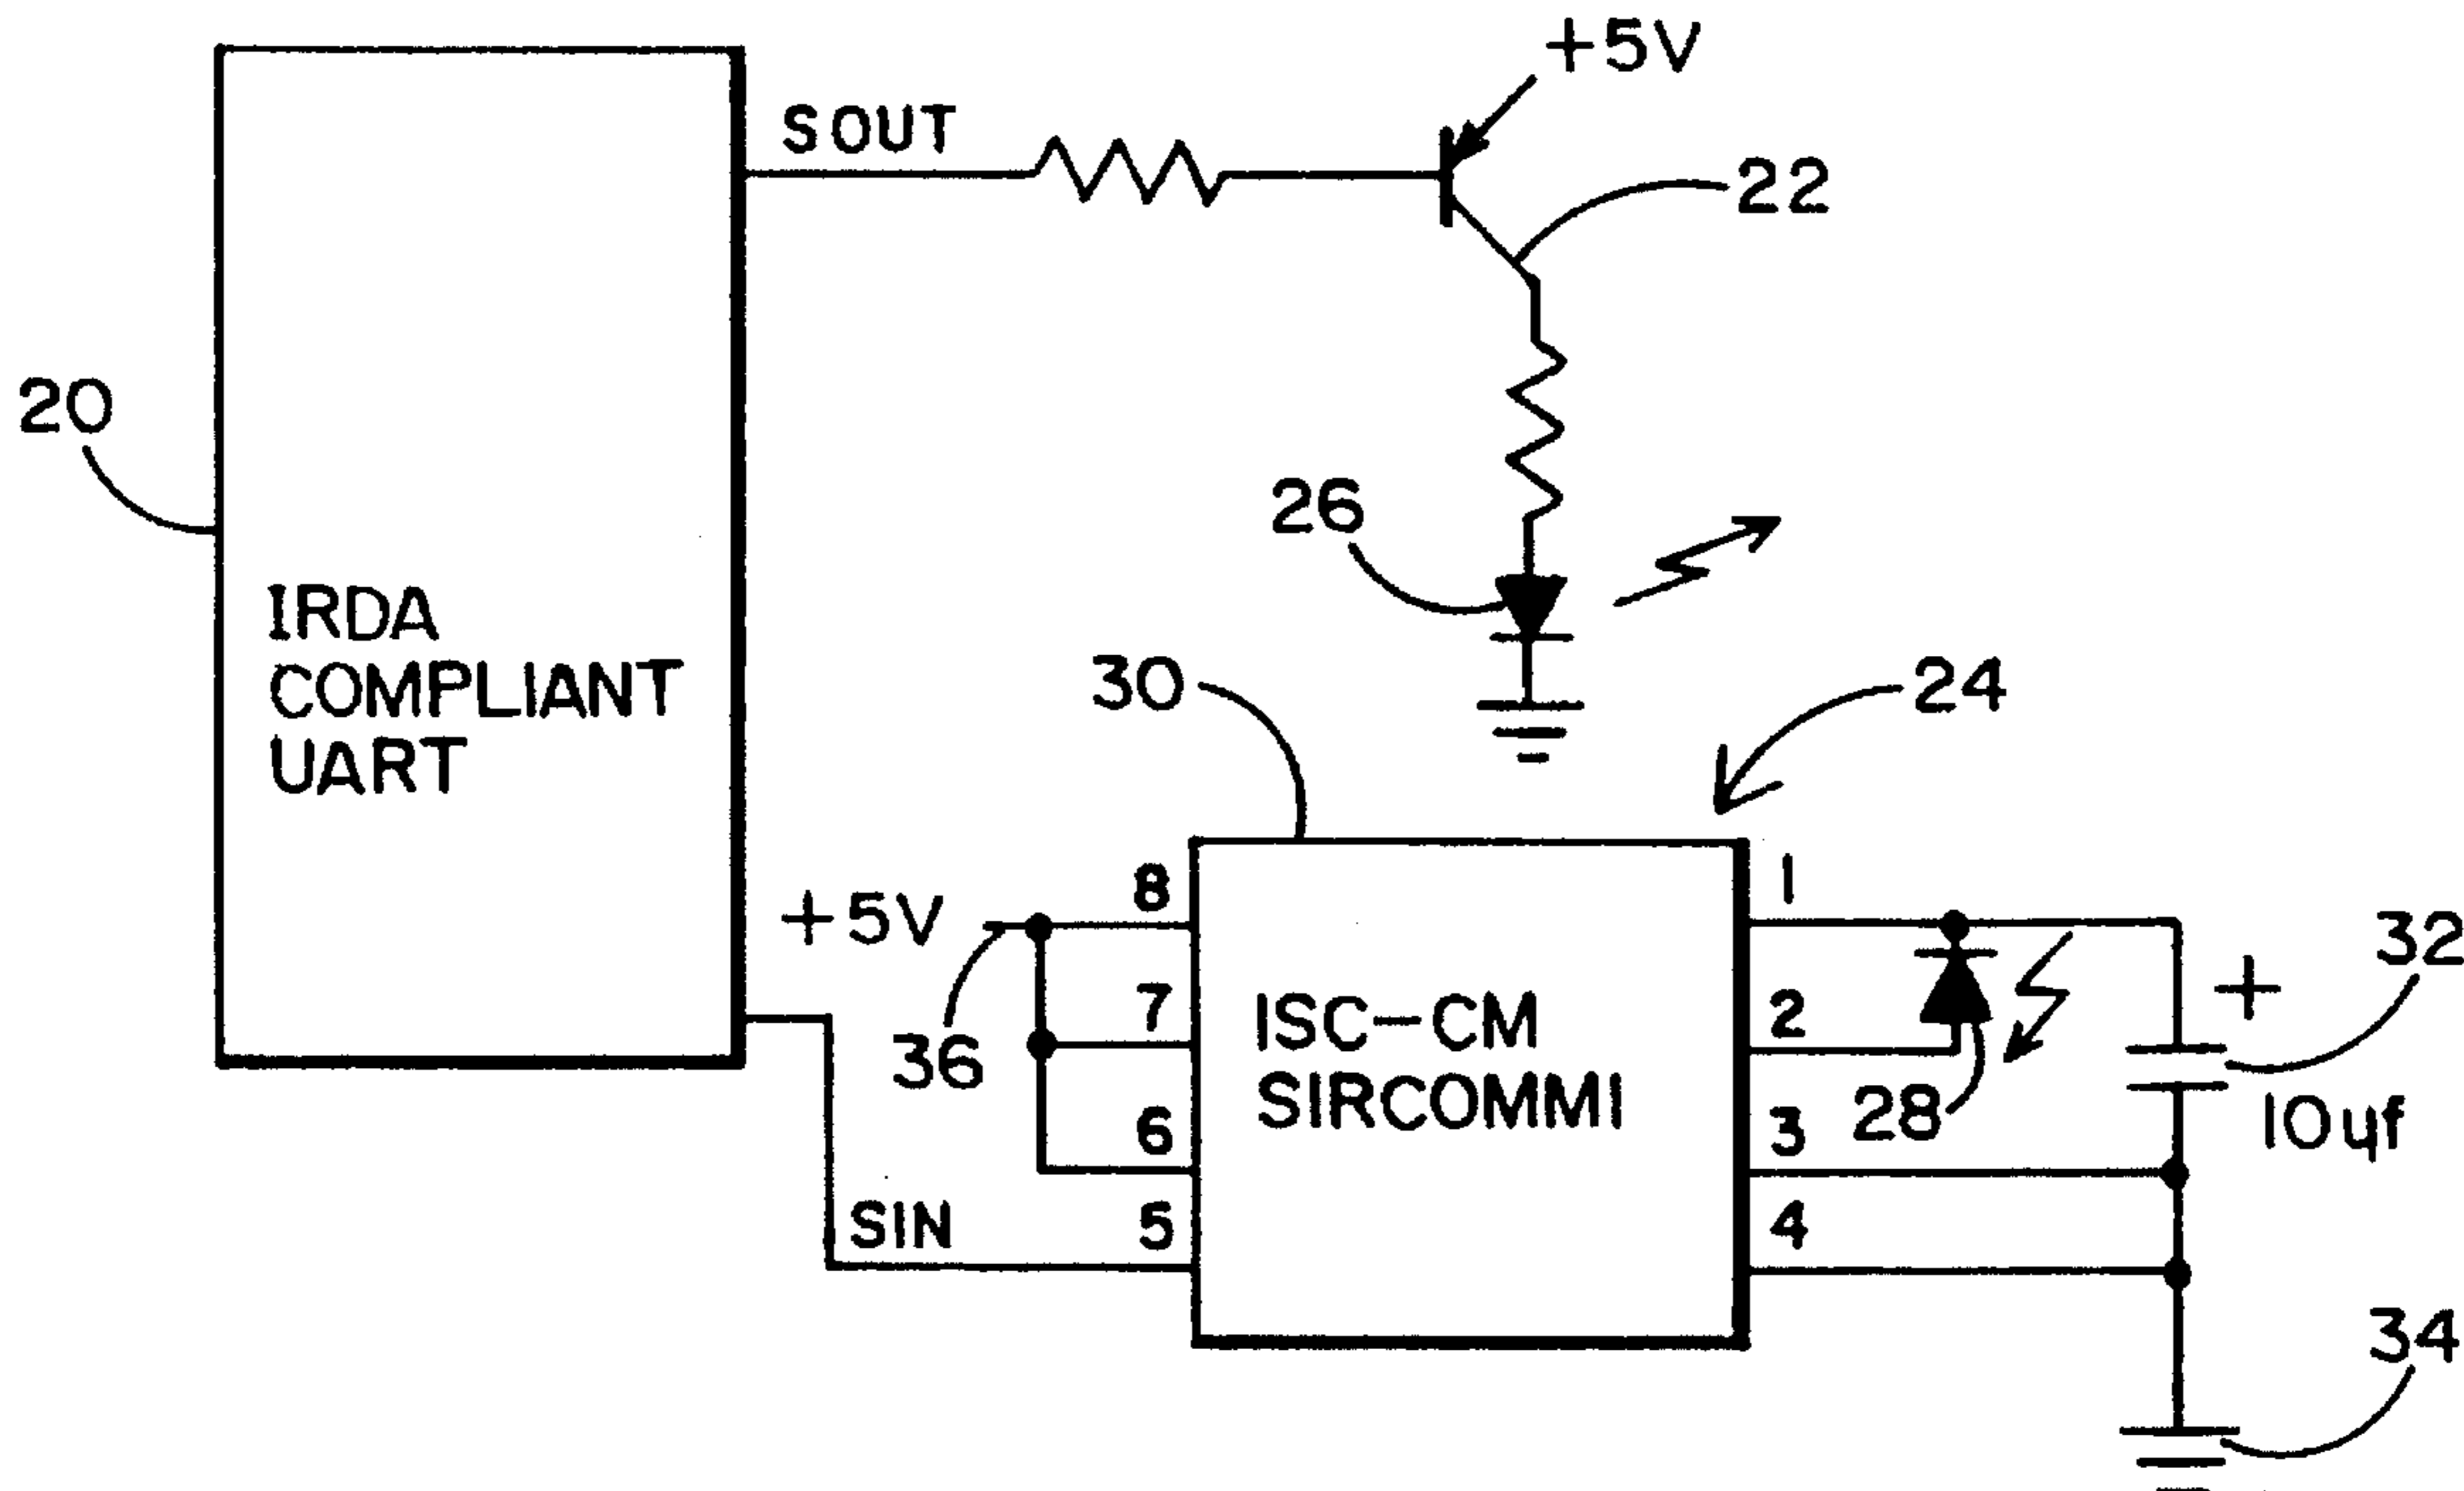 +5V
SOUT
22
20
26
IRDA
COMPLIANT
UART
30
24
+5V
8
1
32
36
7
ISC-CM
SIRCOMMI
2
+
28
10uf
6
3
SIN
5
4
34